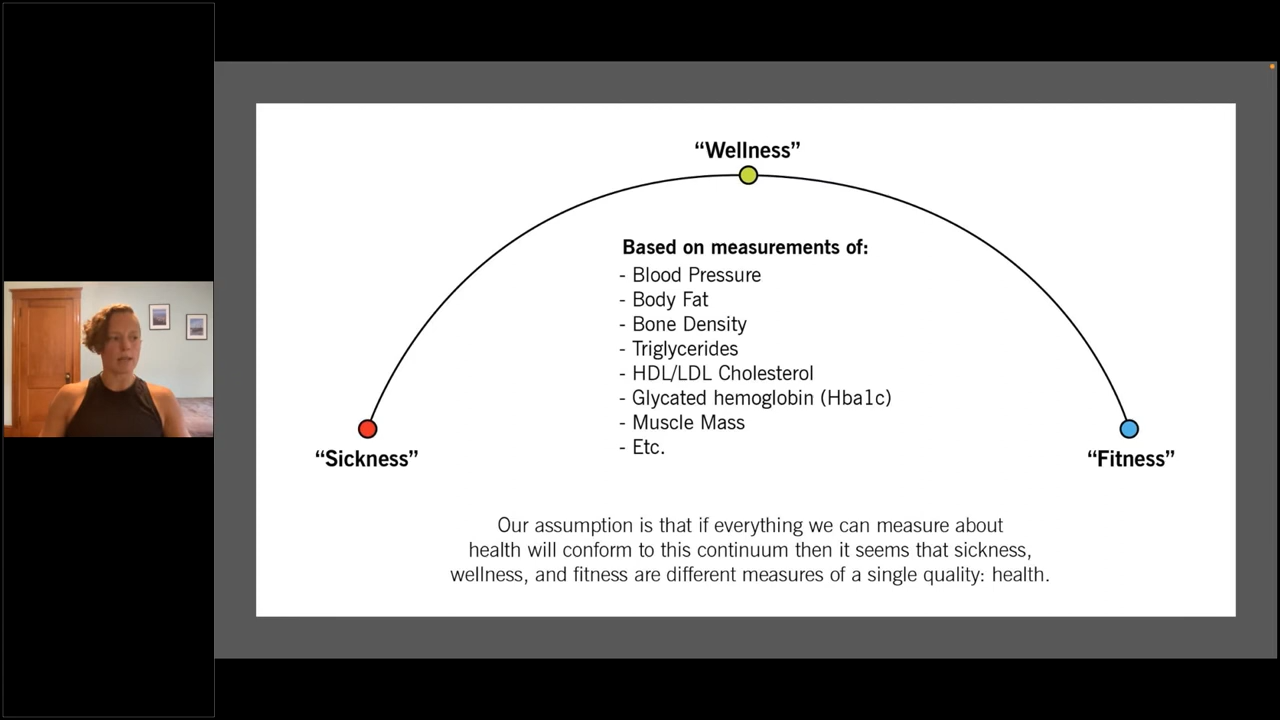 “Wellness”
Based on measurements of:
- Blood Pressure
- Body Fat
- Bone Density
- Triglycerides
- HDL/LDL Cholesterol
- Glycated hemoglobin (Hba1c)
- Muscle Mass
- Etc.
“Sickness”
“Fitness”
Our assumption is that if everything we can measure about
health will conform to this continuum then it seems that sickness,
wellness, and fitness are different measures of a single quality: health.